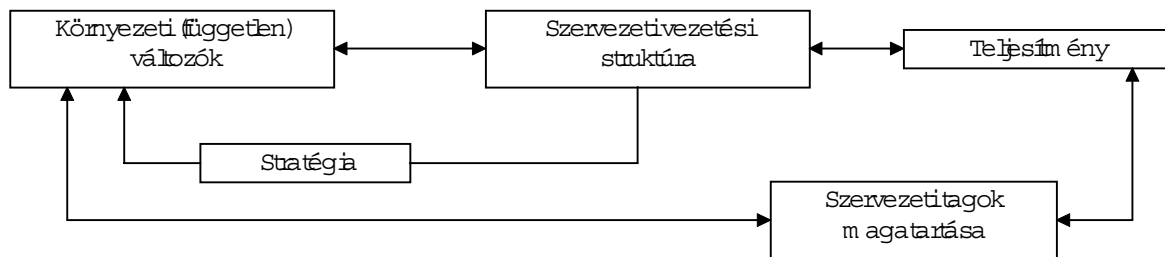 Környezeti (független)
változók
Szervezetivezetési
struktúra
Teljesítmény
Stratégia
Szervezetitagok
magatartása